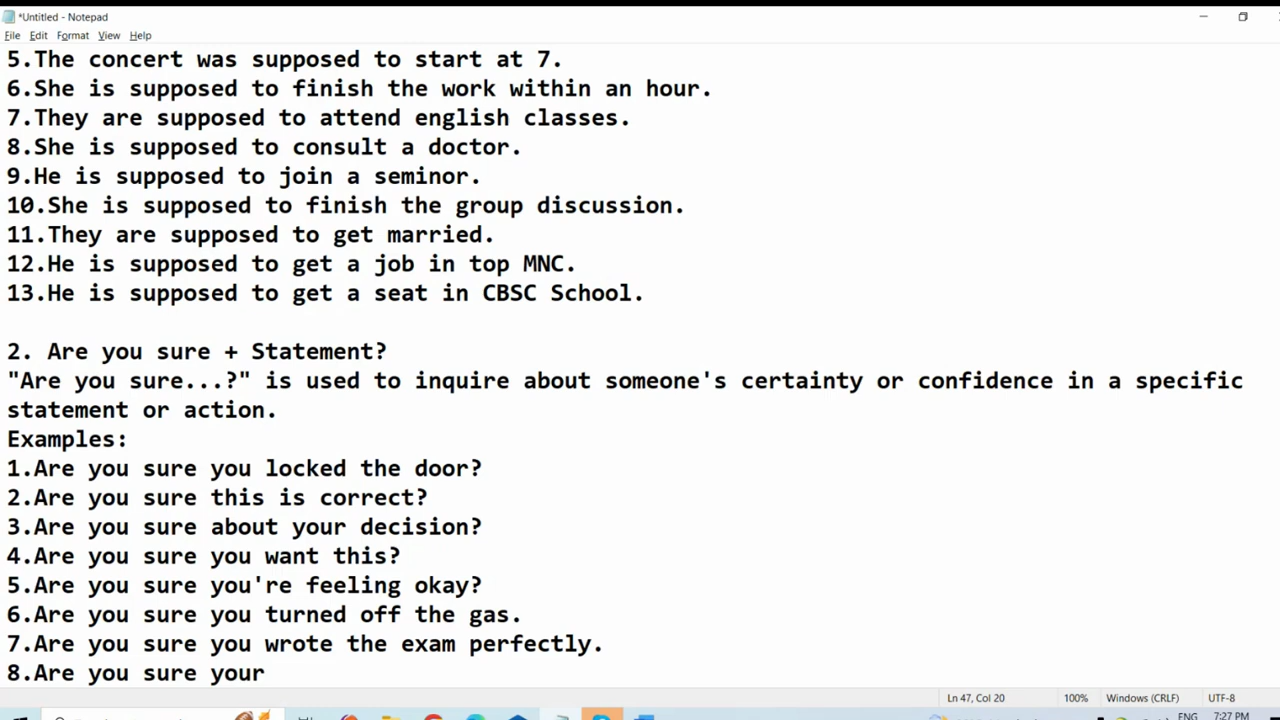 *Untitled - Notepad
File Edit Format View Help
5.The concert was supposed to start at 7.
6.She is supposed to finish the work within an hour.
7.They are supposed to attend english classes.
8.She is supposed to consult a doctor.
9.He is supposed to join a seminor.
10.She is supposed to finish the group discussion.
11.They are supposed to get married.
12.He is supposed to get a job in top MNC.
13.He is supposed to get a seat in CBSC School.
2. Are you sure + Statement?
"Are you sure...?" is used to inquire about someone's certainty or confidence in a specific
statement or action.
Examples:
1.Are you sure you locked the door?
2.Are you sure this is correct?
3.Are you sure about your decision?
4.Are you sure you want this?
5.Are you sure you're feeling okay?
6.Are you sure you turned off the gas.
7.Are you sure you wrote the exam perfectly.
8.Are you sure your
Ln 47, Col 20 100% Windows (CRLF) UTF-8
ENG 7:27 PM